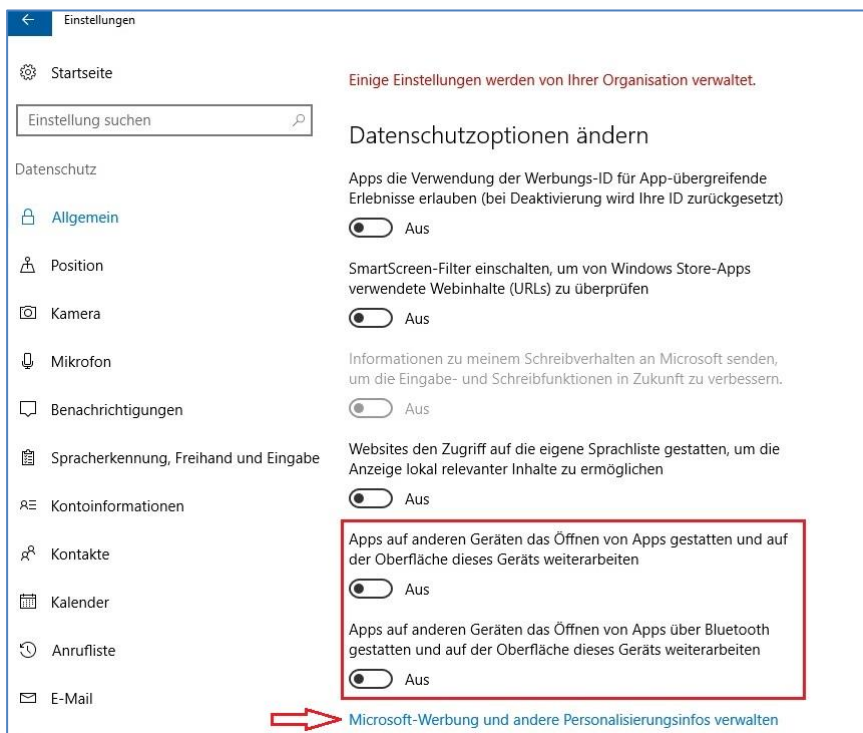 Einstellungen
Startseite
Einstellung suchen
Datenschutz
Allgemein
Position
Kamera
Mikrofon
Benachrichtigungen
Spracherkennung, Freihand und Eingabe
Kontoinformationen
Kontakte
Kalender
Anrufliste
E-Mail
Einige Einstellungen werden von Ihrer Organisation verwaltet.
Datenschutzoptionen ändern
Apps die Verwendung der Werbungs-ID für App-übergreifende
Erlebnisse erlauben (bei Deaktivierung wird Ihre ID zurückgesetzt)
Aus
SmartScreen-Filter einschalten, um von Windows Store-Apps
verwendete Webinhalte (URLs) zu überprüfen
Aus
Informationen zu meinem Schreibverhalten an Microsoft senden,
um die Eingabe- und Schreibfunktionen in Zukunft zu verbessern.
Aus
Websites den Zugriff auf die eigene Sprachliste gestatten, um die
Anzeige lokal relevanter Inhalte zu ermöglichen
Aus
Apps auf anderen Geräten das Öffnen von Apps gestatten und auf
der Oberfläche dieses Geräts weiterarbeiten
Aus
Apps auf anderen Geräten das Öffnen von Apps über Bluetooth
gestatten und auf der Oberfläche dieses Geräts weiterarbeiten
Aus
Microsoft-Werbung und andere Personalisierungsinfos verwalten